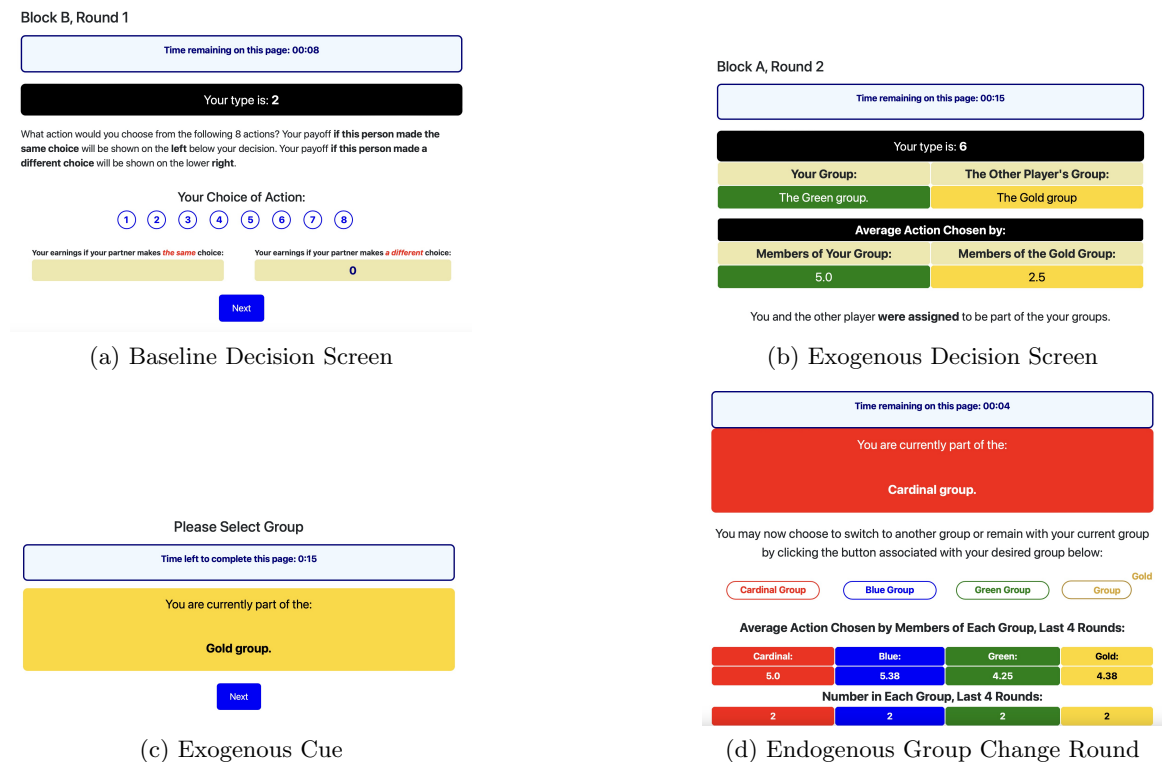 Block B, Round 1
Time remaining on this page: 00:08
Your type is: 2
What action would you choose from the following 8 actions? Your payoff if this person made the
same choice will be shown on the left below your decision. Your payoff if this person made a
different choice will be shown on the lower right.
Your Choice of Action:
1 2 3 4 5 6 7 8
Your earnings if your partner makes the same choice: Your earnings if your partner makes a different choice:
0
Next
(a) Baseline Decision Screen
Block A, Round 2
Time remaining on this page: 00:15
Your type is: 6
Your Group: The Other Player's Group:
The Green group. The Gold group
Average Action Chosen by:
Members of Your Group: Members of the Gold Group:
5.0 2.5
You and the other player were assigned to be part of the your groups.
(b) Exogenous Decision Screen
Please Select Group
Time left to complete this page: 0:15
You are currently part of the:
Gold group.
Next
(c) Exogenous Cue
Time remaining on this page: 00:04
You are currently part of the:
Cardinal group.
You may now choose to switch to another group or remain with your current group
by clicking the button associated with your desired group below:
Gold
Cardinal Group Blue Group Green Group Group
Average Action Chosen by Members of Each Group, Last 4 Rounds:
Cardinal: Blue: Green: Gold:
5.0 5.38 4.25 4.38
Number in Each Group, Last 4 Rounds:
2 2 2 2
(d) Endogenous Group Change Round